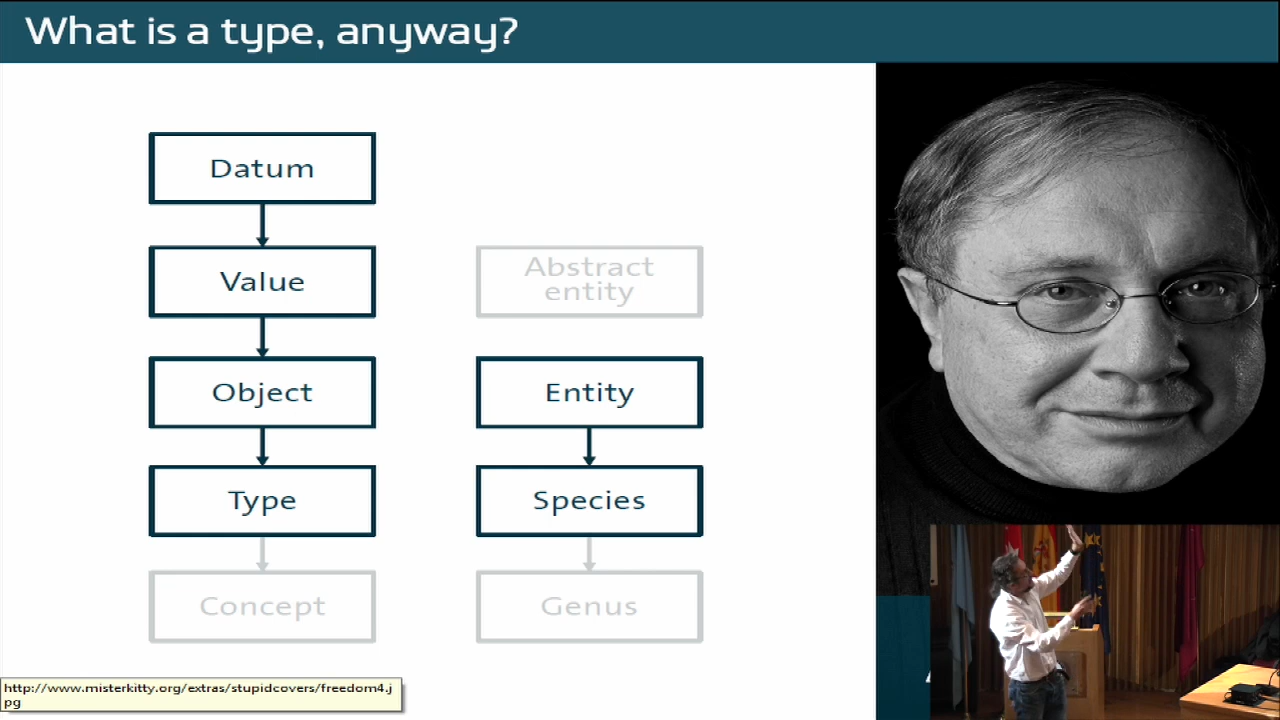 What is a type, anyway?
Datum
Value
Abstract
entity
Object
Entity
Type
Species
Concept
Genus
http://www.misterkitty.org/extras/stupidcovers/freedom4.j
pg